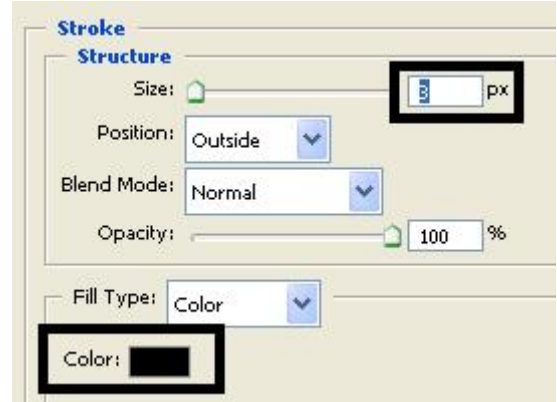 Stroke
Structure
Size: 3 px
Position: Outside
Blend Mode: Normal
Opacity: 100 %
Fill Type: Color
Color: